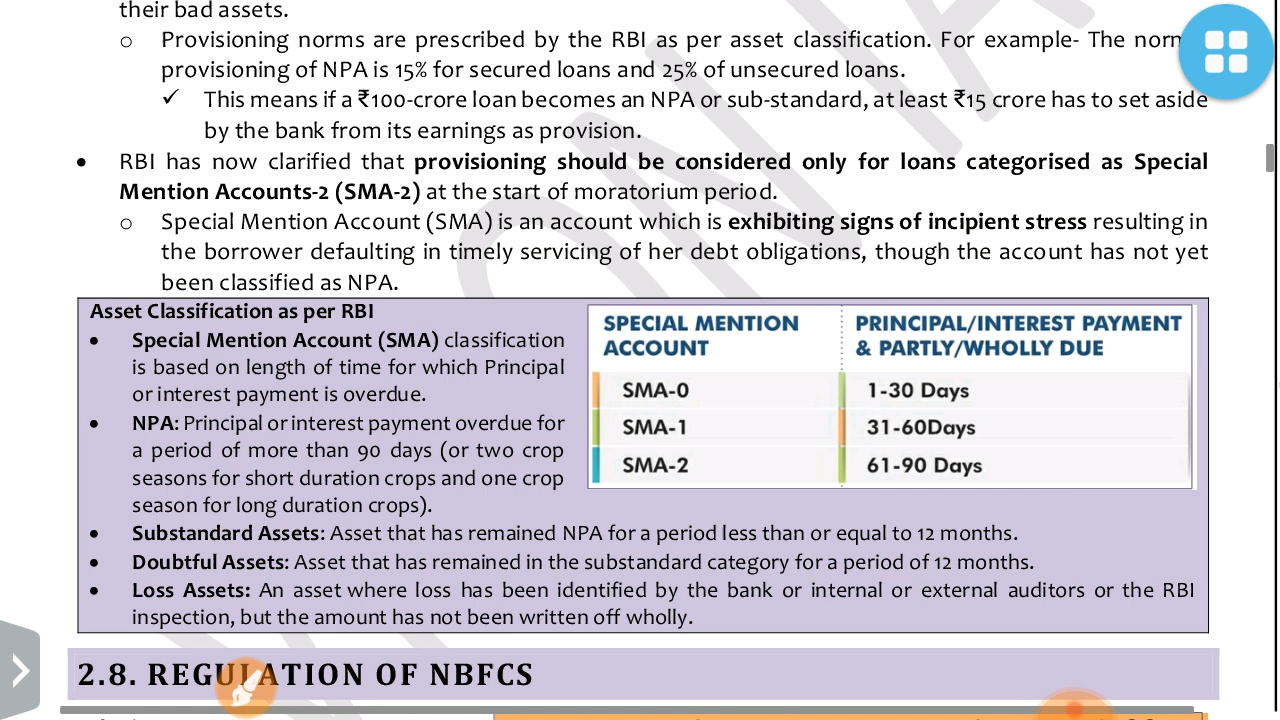 their bad assets.
o Provisioning norms are prescribed by the RBI as per asset classification. For example- The norm
provisioning of NPA is 15% for secured loans and 25% of unsecured loans.
✓ This means if a ₹100-crore loan becomes an NPA or sub-standard, at least ₹15 crore has to set aside
by the bank from its earnings as provision.
• RBI has now clarified that provisioning should be considered only for loans categorised as Special
Mention Accounts-2 (SMA-2) at the start of moratorium period.
o Special Mention Account (SMA) is an account which is exhibiting signs of incipient stress resulting in
the borrower defaulting in timely servicing of her debt obligations, though the account has not yet
been classified as NPA.
Asset Classification as per RBI
• Special Mention Account (SMA) classification
is based on length of time for which Principal
or interest payment is overdue.
• NPA: Principal or interest payment overdue for
a period of more than 90 days (or two crop
seasons for short duration crops and one crop
season for long duration crops).
SPECIAL MENTION
ACCOUNT
PRINCIPAL/INTEREST PAYMENT
& PARTLY/WHOLLY DUE
SMA-0 1-30 Days
SMA-1 31-60Days
SMA-2 61-90 Days
• Substandard Assets: Asset that has remained NPA for a period less than or equal to 12 months.
• Doubtful Assets: Asset that has remained in the substandard category for a period of 12 months.
• Loss Assets: An asset where loss has been identified by the bank or internal or external auditors or the RBI
inspection, but the amount has not been written off wholly.
2.8. REGULATION OF NBFCS